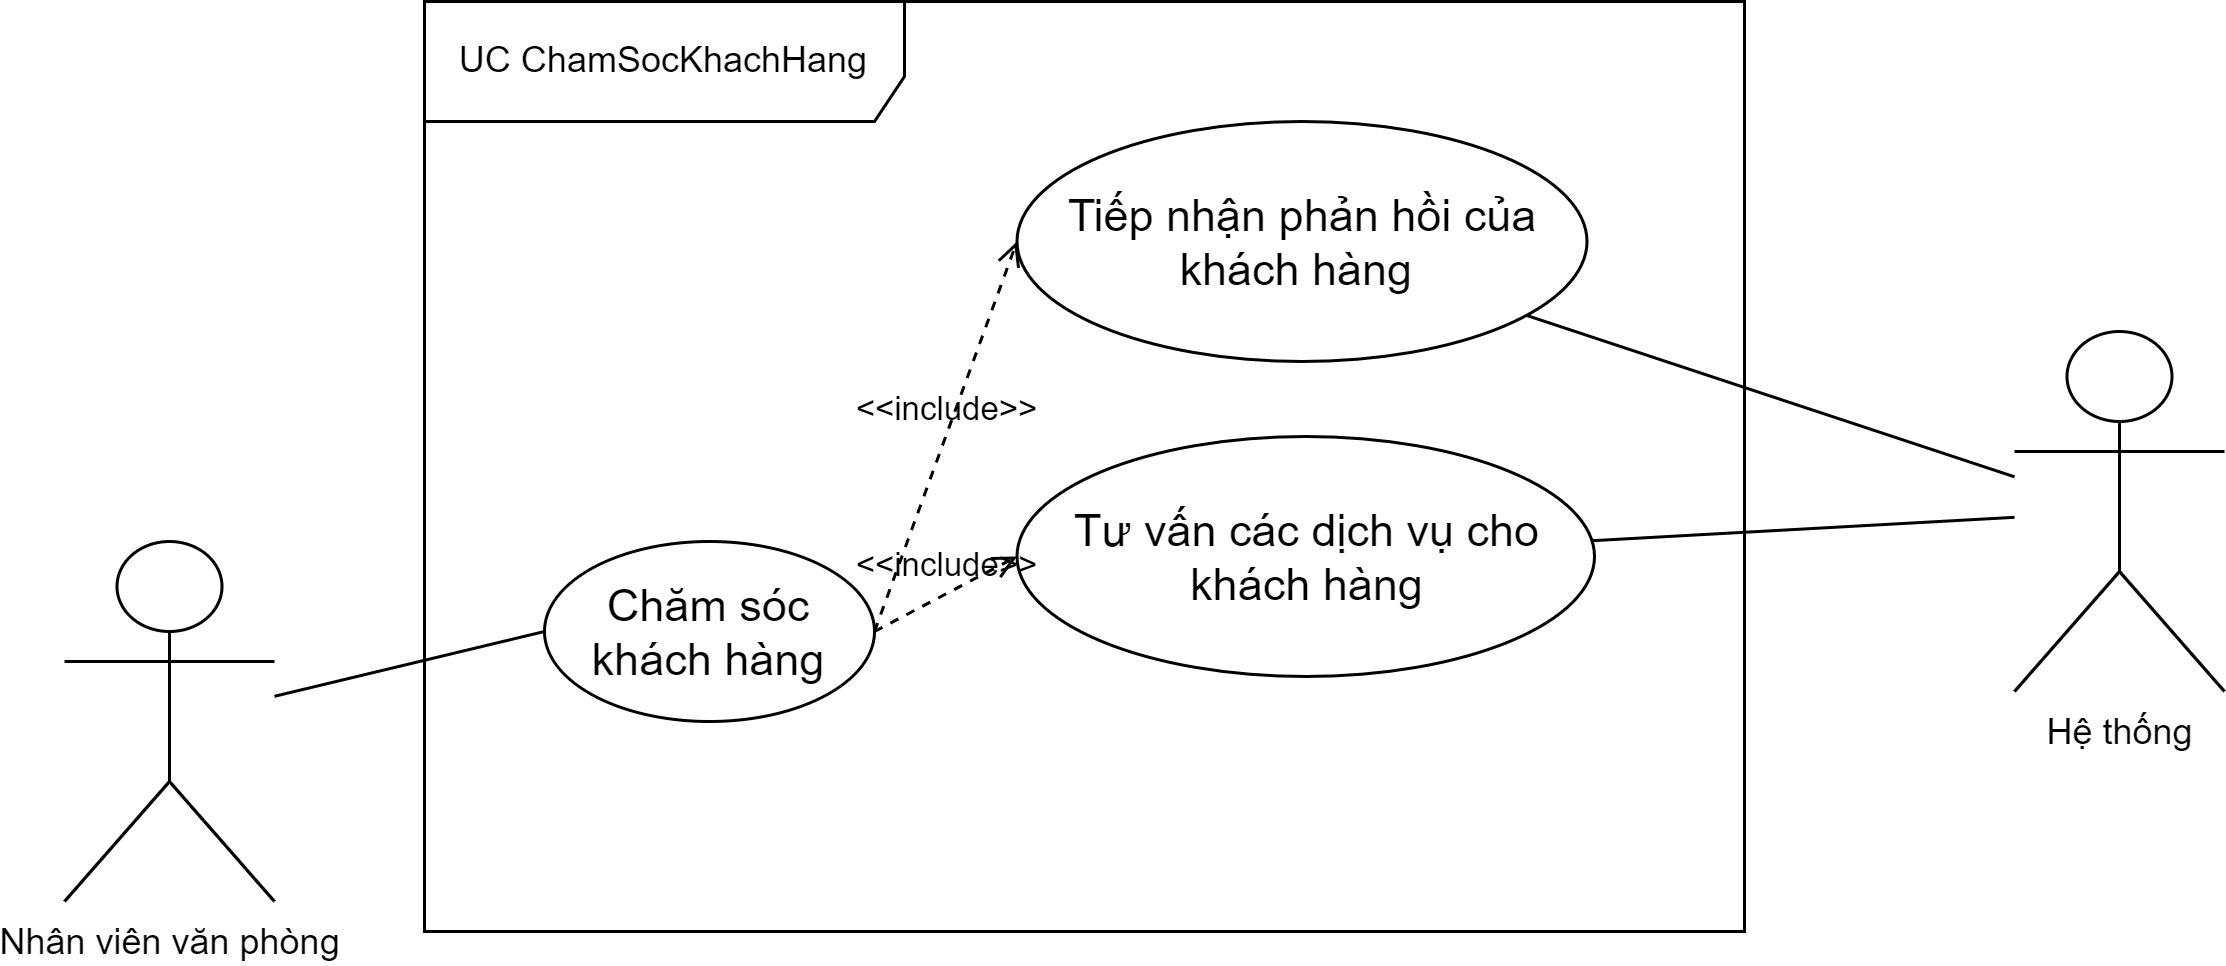 UC ChamSocKhachHang
Tiếp nhận phản hồi của
khách hàng
<<include>>
Tư vấn các dịch vụ cho
khách hàng
<<include>>
Chăm sóc
khách hàng
Hệ thống
Nhân viên văn phòng